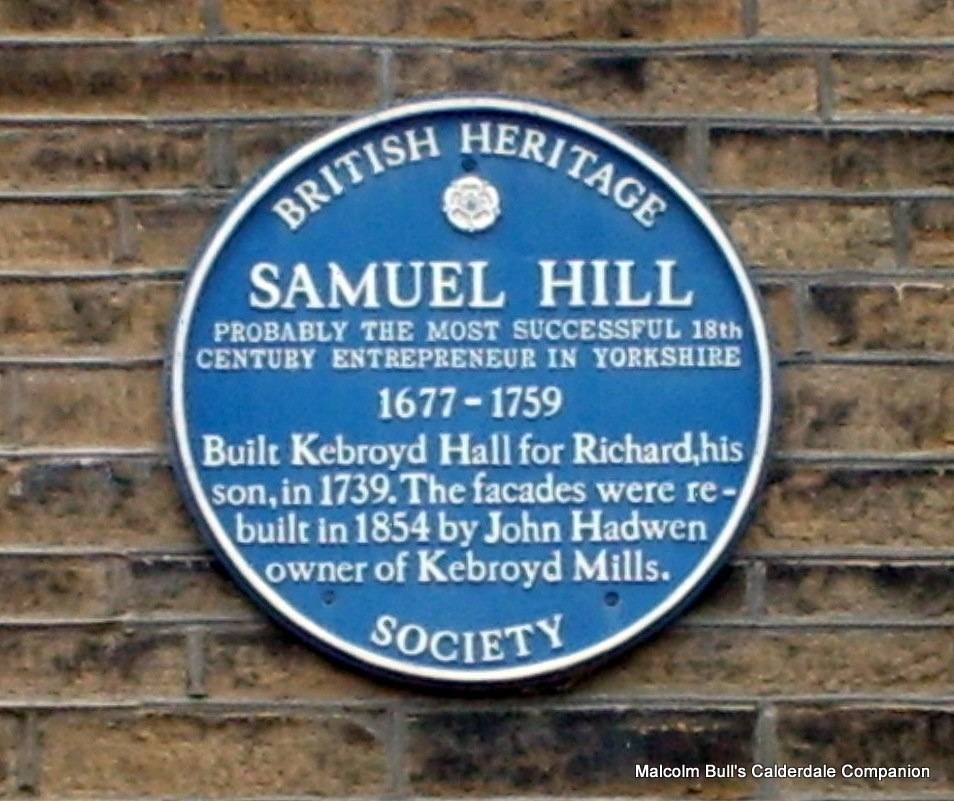 BRITISH HERITAGE
SAMUEL HILL
PROBABLY THE MOST SUCCESSFUL 18th
CENTURY ENTREPRENEUR IN YORKSHIRE
1677-1759
Built Kebroyd Hall for Richard, his
son, in 1739. The facades were re-
built in 1854 by John Hadwen
owner of Kebroyd Mills.
SOCIETY
Malcolm Bull's Calderdale Companion